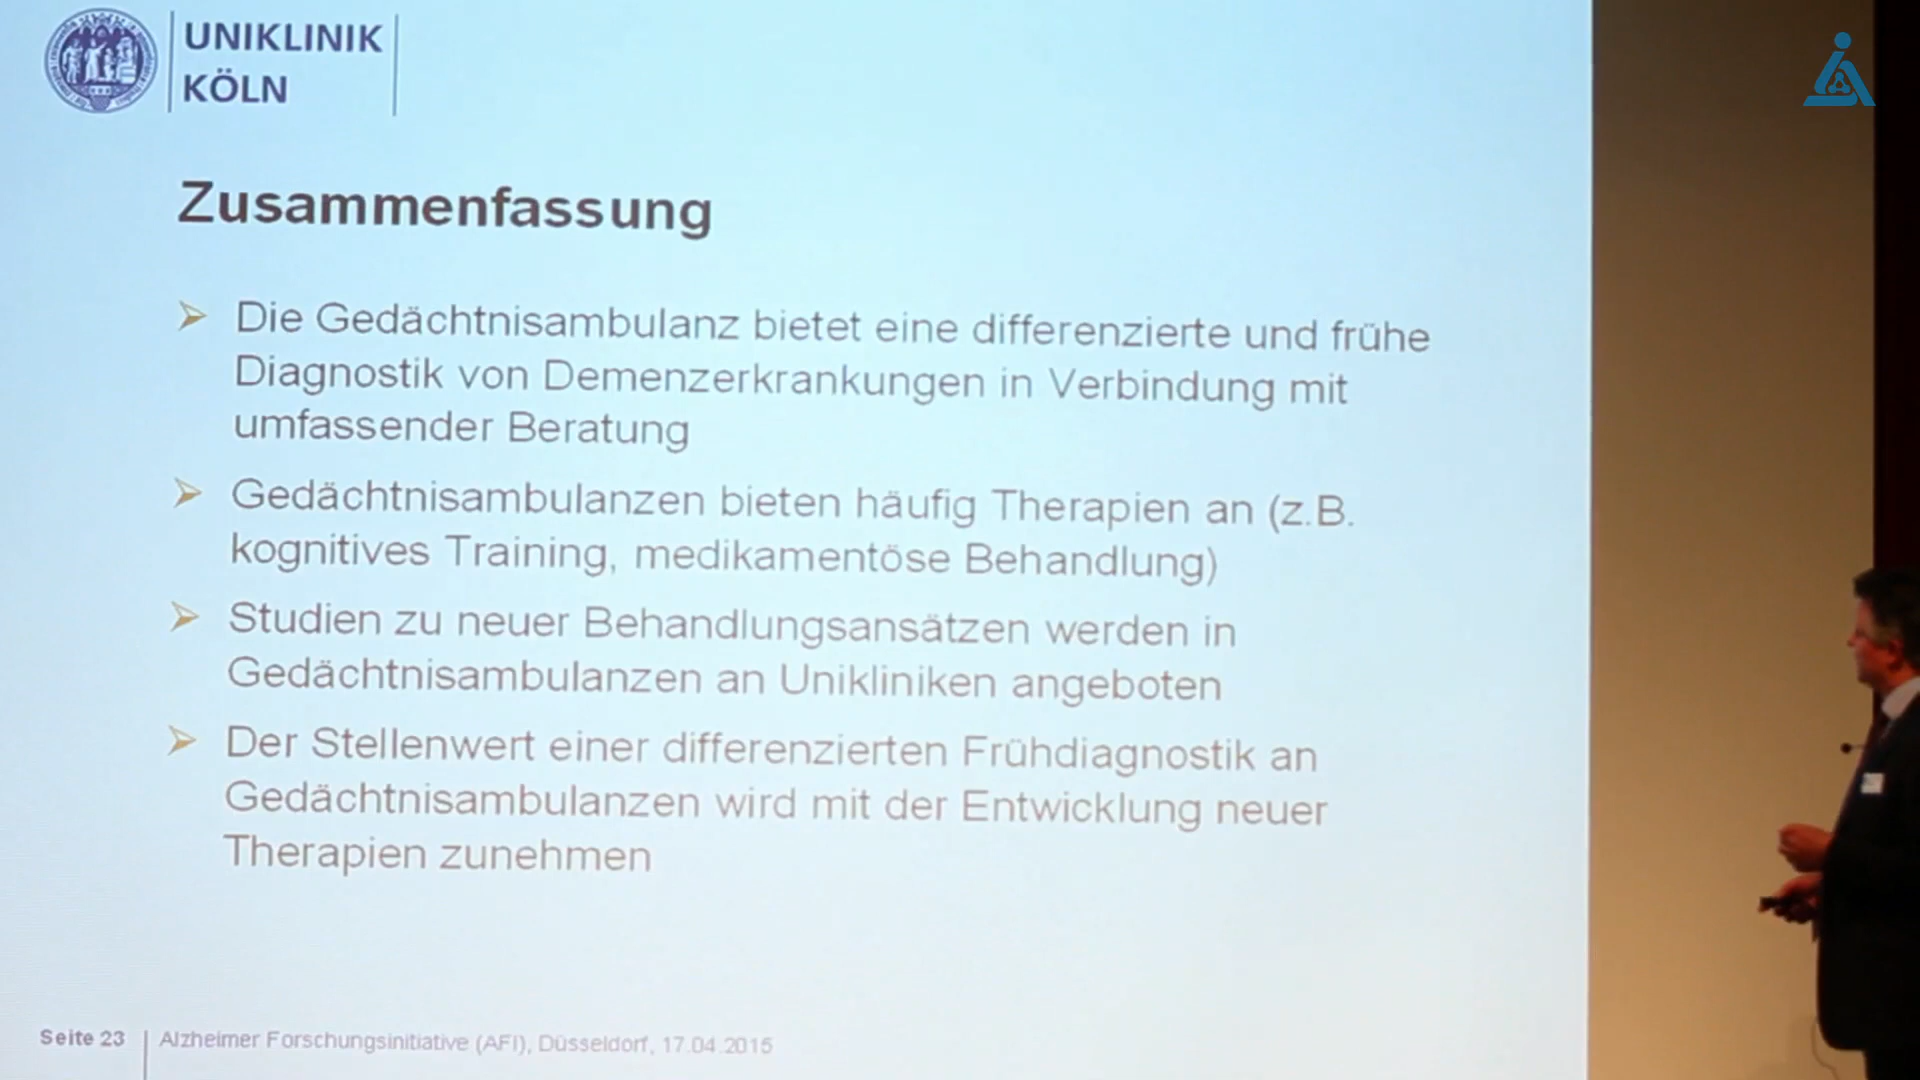 UNIKLINIK
KÖLN
Zusammenfassung
Die Gedächtnisambulanz bietet eine differenzierte und frühe
Diagnostik von Demenzerkrankungen in Verbindung mit
umfassender Beratung
Gedächtnisambulanzen bieten häufig Therapien an (z.B.
kognitives Training, medikamentöse Behandlung)
Studien zu neuer Behandlungsansätzen werden in
Gedächtnisambulanzen an Unikliniken angeboten
Der Stellenwert einer differenzierten Frühdiagnostik an
Gedächtnisambulanzen wird mit der Entwicklung neuer
Therapien zunehmen
Seite 23 Alzheimer Forschungsinitiative (AFI), Düsseldorf, 17.04.2015